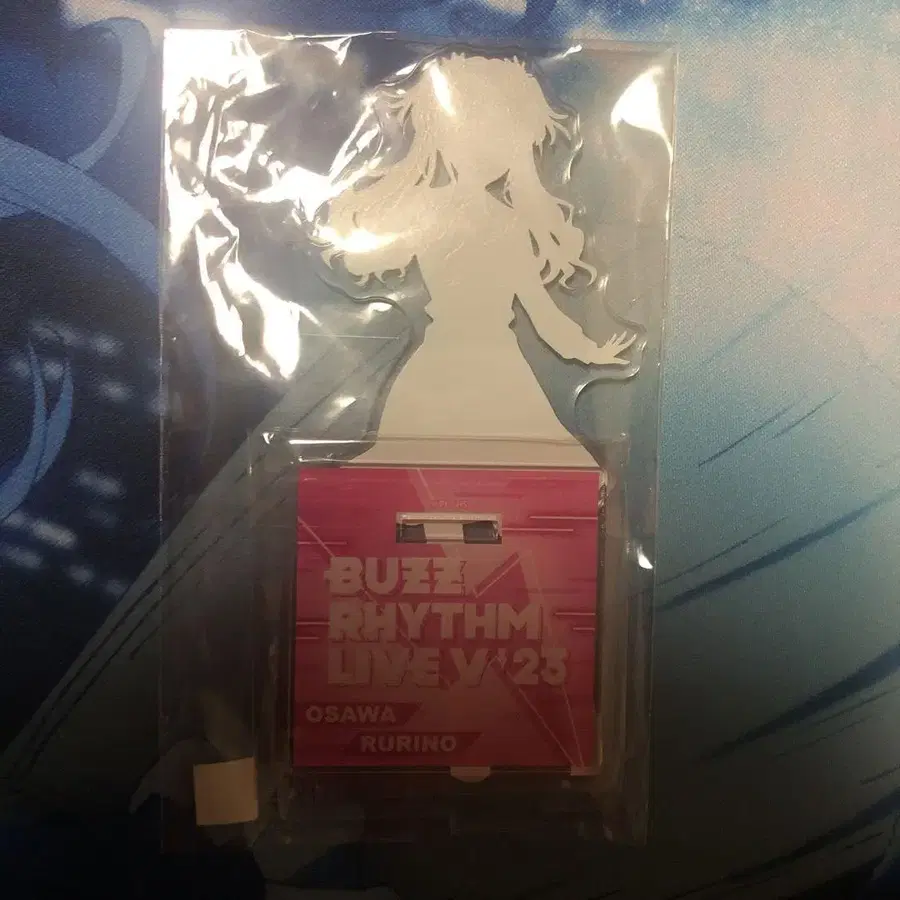 BUZZ
RHYTHM
LIVE V '23
OSAWA
RURINO